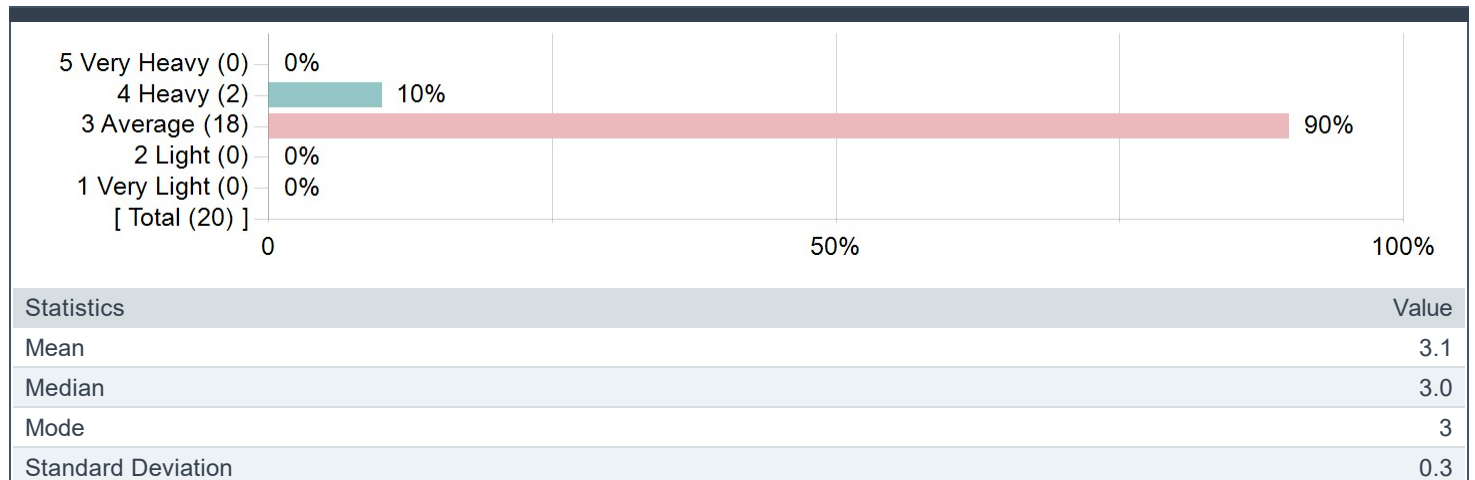 5 Very Heavy (0) 0%
4 Heavy (2) 10%
3 Average (18) 90%
2 Light (0) 0%
1 Very Light (0) 0%
[ Total (20) ]
0 50% 100%
Statistics Value
Mean 3.1
Median 3.0
Mode 3
Standard Deviation 0.3